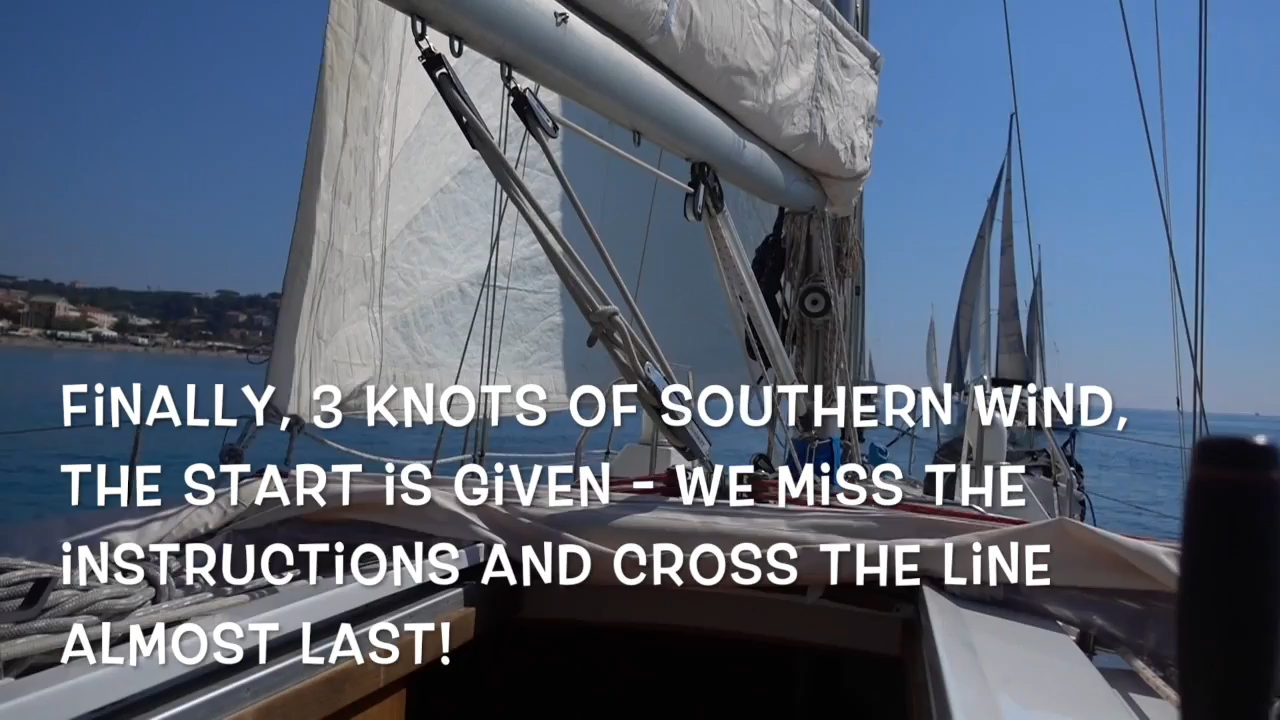 FiNALLY, 3 KNOTS OF SOUTHERN WiND,
THE START iS GiVEN - WE MiSS THE
iNSTRUCTiONS AND CROSS THE LiNE
ALMOST LAST!